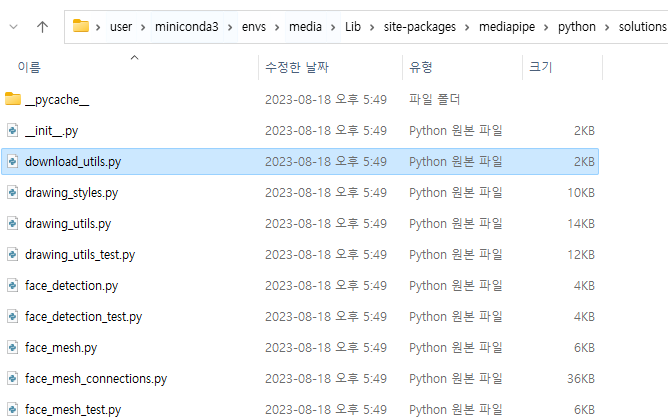 user > miniconda3 > envs > media > Lib > site-packages > mediapipe > python > solutions
이름 수정한 날짜 유형 크기
__pycache__ 2023-08-18 오후 5:49 파일 폴더
__init__.py 2023-08-18 오후 5:49 Python 원본 파일 2KB
download_utils.py 2023-08-18 오후 5:49 Python 원본 파일 2KB
drawing_styles.py 2023-08-18 오후 5:49 Python 원본 파일 10KB
drawing_utils.py 2023-08-18 오후 5:49 Python 원본 파일 14KB
drawing_utils_test.py 2023-08-18 오후 5:49 Python 원본 파일 12KB
face_detection.py 2023-08-18 오후 5:49 Python 원본 파일 4KB
face_detection_test.py 2023-08-18 오후 5:49 Python 원본 파일 4KB
face_mesh.py 2023-08-18 오후 5:49 Python 원본 파일 6KB
face_mesh_connections.py 2023-08-18 오후 5:49 Python 원본 파일 36KB
face_mesh_test.py 2023-08-18 오후 5:49 Python 원본 파일 6KB